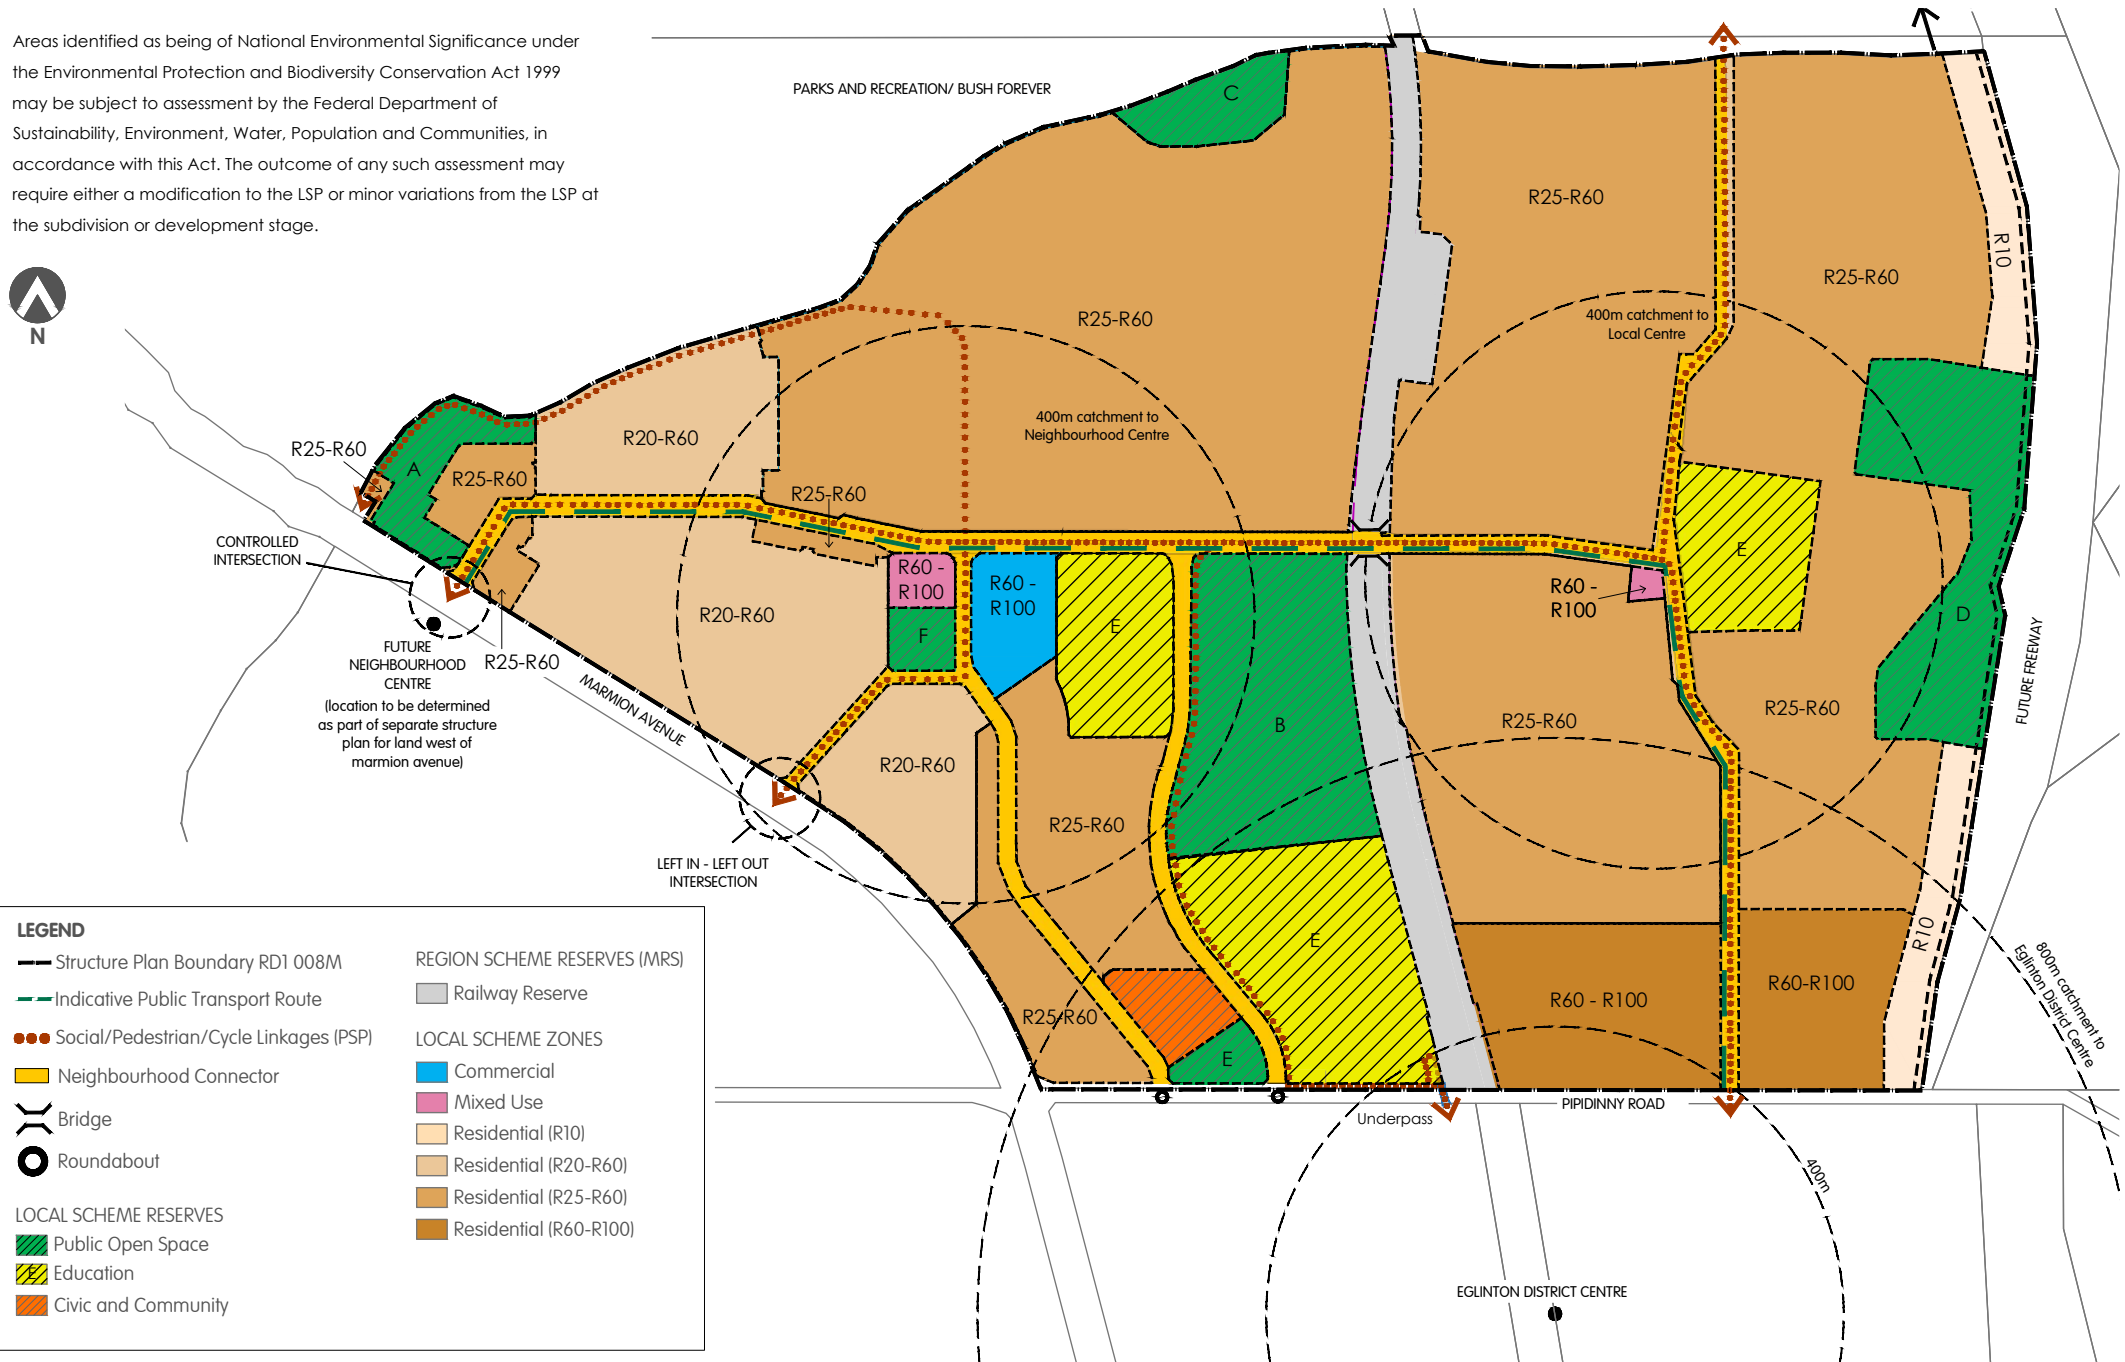 Areas identified as being of National Environmental Significance under
the Environmental Protection and Biodiversity Conservation Act 1999
may be subject to assessment by the Federal Department of
Sustainability, Environment, Water, Population and Communities, in
accordance with this Act. The outcome of any such assessment may
require either a modification to the LSP or minor variations from the LSP at
the subdivision or development stage.
N
PARKS AND RECREATION/ BUSH FOREVER
C
R25-R60
R10
R25-R60
R25-R60
400m catchment to
Local Centre
400m catchment to
Neighbourhood Centre
R20-R60
R25-R60
A
R25-R60
R25-R60
CONTROLLED
INTERSECTION
E
R60 -
R100
R60 -
R100
R60 -
R100
E
F
R20-R60
D
FUTURE
NEIGHBOURHOOD
CENTRE
(location to be determined
as part of separate structure
plan for land west of
marmion avenue)
R25-R60
MARMION AVENUE
FUTURE FREEWAY
B
R25-R60
R25-R60
R20-R60
R25-R60
LEFT IN - LEFT OUT
INTERSECTION
E
R10
R60 - R100
R60-R100
800m catchment to
Eglinton District Centre
R25-R60
E
Underpass
PIPIDINNY ROAD
400m
EGLINTON DISTRICT CENTRE
LEGEND
Structure Plan Boundary RD1 008M
Indicative Public Transport Route
Social/Pedestrian/Cycle Linkages (PSP)
Neighbourhood Connector
Bridge
Roundabout
LOCAL SCHEME RESERVES
Public Open Space
E
Education
Civic and Community
REGION SCHEME RESERVES (MRS)
Railway Reserve
LOCAL SCHEME ZONES
Commercial
Mixed Use
Residential (R10)
Residential (R20-R60)
Residential (R25-R60)
Residential (R60-R100)